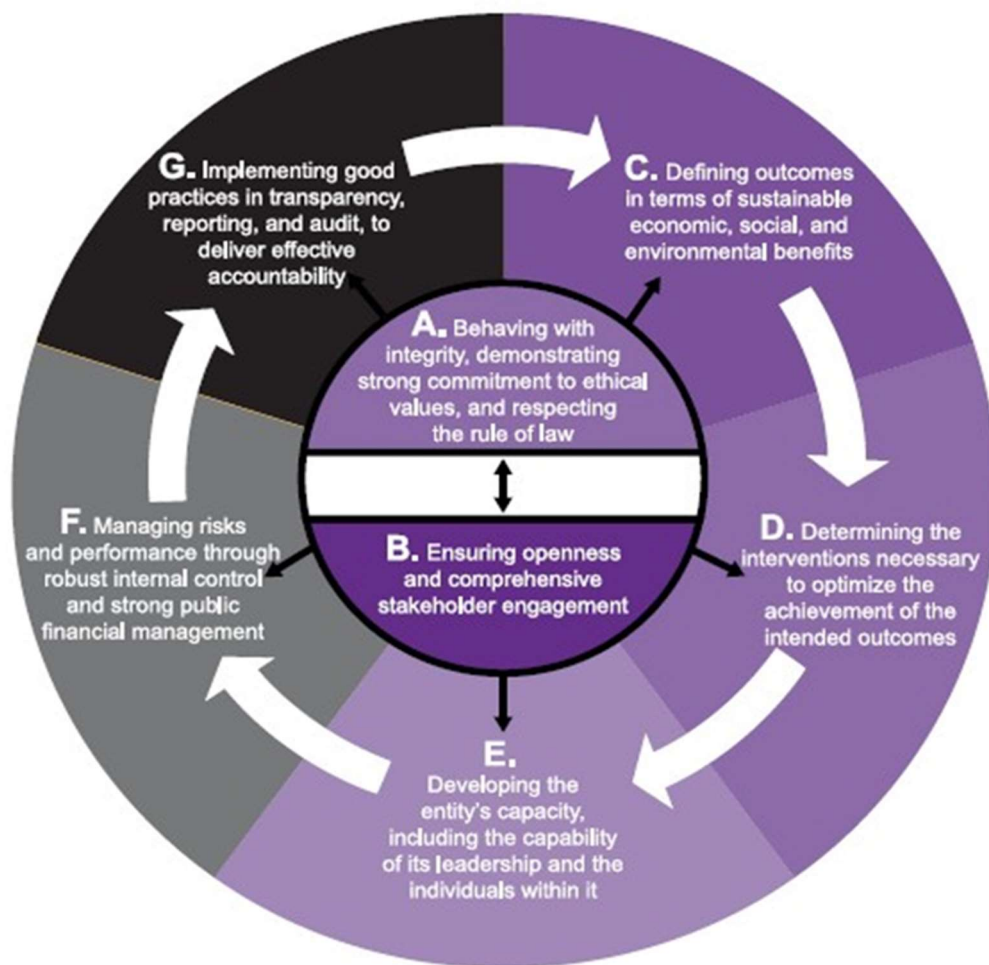 A. Behaving with
integrity, demonstrating
strong commitment to ethical
values, and respecting
the rule of law
B. Ensuring openness
and comprehensive
stakeholder engagement
C. Defining outcomes
in terms of sustainable
economic, social, and
environmental benefits
D. Determining the
interventions necessary
to optimize the
achievement of the
intended outcomes
E.
Developing the
entity's capacity,
including the capability
of its leadership and the
individuals within it
F. Managing risks
and performance through
robust internal control
and strong public
financial management
G. Implementing good
practices in transparency,
reporting, and audit, to
deliver effective
accountability